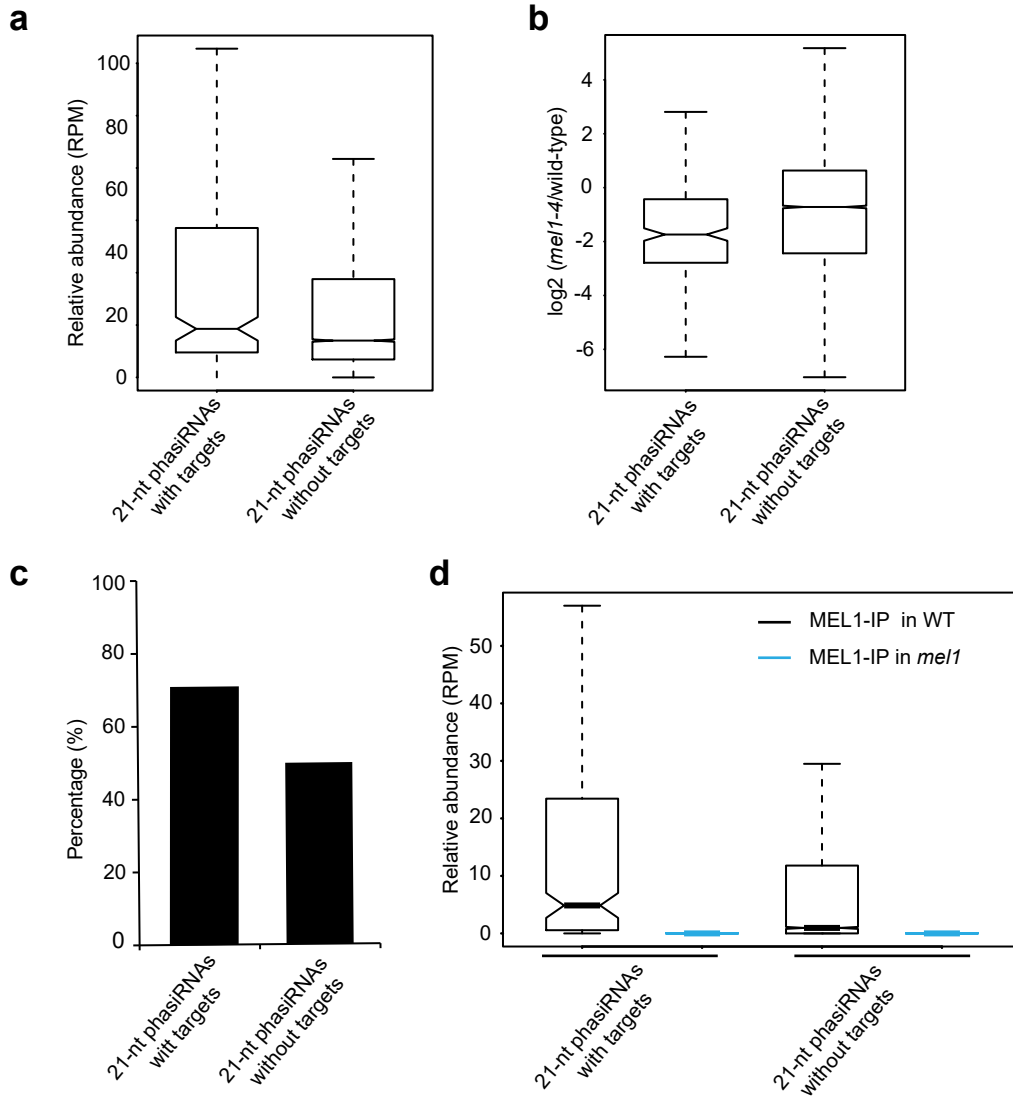 a
Relative abundance (RPM)
100
80
60
40
20
0
21-nt phasiRNAs
with targets
21-nt phasiRNAs
without targets
b
log2 (mel1-4/wild-type)
4
2
0
-2
-4
-6
21-nt phasiRNAs
with targets
21-nt phasiRNAs
without targets
c
Percentage (%)
100
80
60
40
20
0
21-nt phasiRNAs
witt targets
21-nt phasiRNAs
without targets
d
Relative abundance (RPM)
50
40
30
20
10
0
MEL1-IP in WT
MEL1-IP in mel1
21-nt phasiRNAs
with targets
21-nt phasiRNAs
without targets